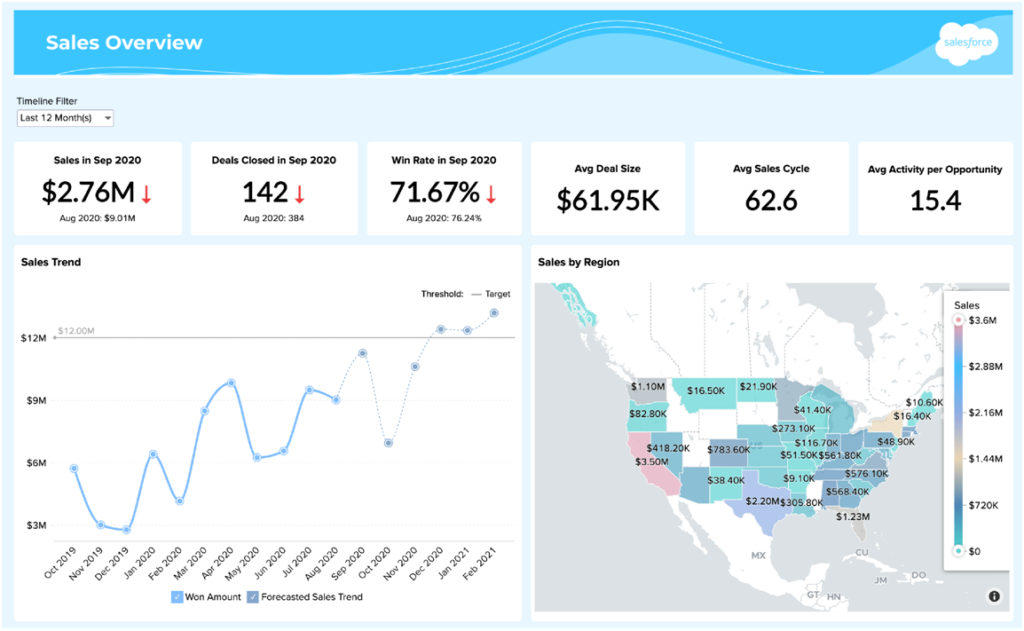 Sales Overview
salesforce
Timeline Filter
Last 12 Month(s)
Sales in Sep 2020
$2.76M
Aug 2020: $9.01M
Deals Closed in Sep 2020
142
Aug 2020: 384
Win Rate in Sep 2020
71.67%
Aug 2020: 76.24%
Avg Deal Size
$61.95K
Avg Sales Cycle
62.6
Avg Activity per Opportunity
15.4
Sales Trend
Threshold: Target
$12.00M
$12M
$9M
$6M
$3M
Oct 2019
Nov 2019
Dec 2019
Jan 2020
Feb 2020
Mar 2020
Apr 2020
May 2020
Jun 2020
Jul 2020
Aug 2020
Sep 2020
Oct 2020
Nov 2020
Dec 2020
Jan 2021
Feb 2021
Won Amount
Forecasted Sales Trend
Sales by Region
$1.10M
$16.50K
$21.90K
$82.80K
$41.40K
$10.60K
$16.40K
$273.10K
$418.20K
$783.60K
$116.70K
$48.90K
$3.50M
$51.50K
$561.80K
$38.40K
$9.10K
$576.10K
$2.20M
$305.80K
$568.40K
$1.23M
MX
CU
JM
DO
GT
HN
Sales
$3.6M
$2.88M
$2.16M
$1.44M
$720K
$0